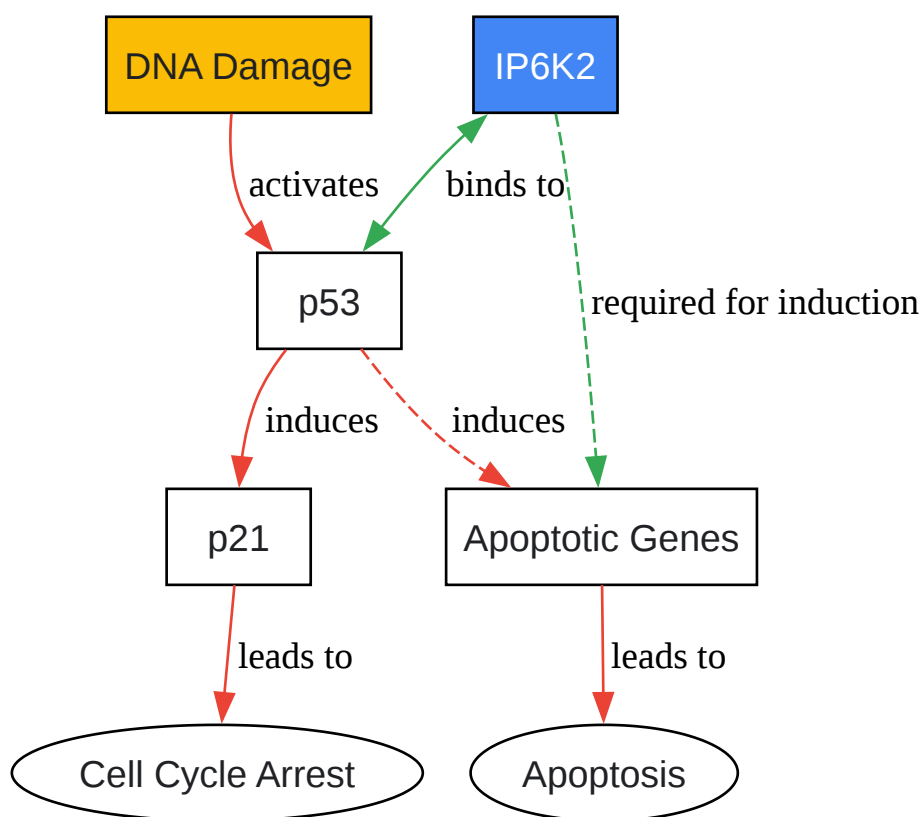 DNA Damage
IP6K2
activates
binds to
p53
required for induction
induces
induces
p21
Apoptotic Genes
leads to
leads to
Cell Cycle Arrest
Apoptosis